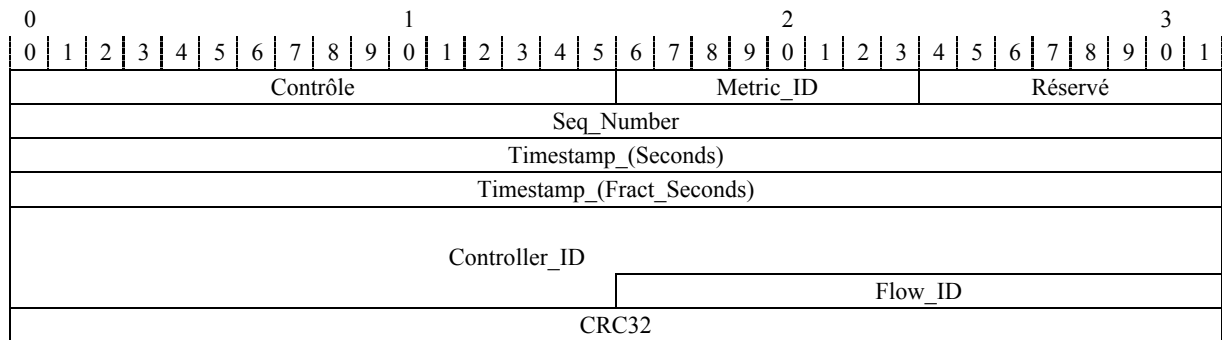 0 1 2 3
0 1 2 3 4 5 6 7 8 9 0 1 2 3 4 5 6 7 8 9 0 1 2 3 4 5 6 7 8 9 0 1
Contrôle Metric_ID Réservé
Seq_Number
Timestamp_(Seconds)
Timestamp_(Fract_Seconds)
Controller_ID
Flow_ID
CRC32